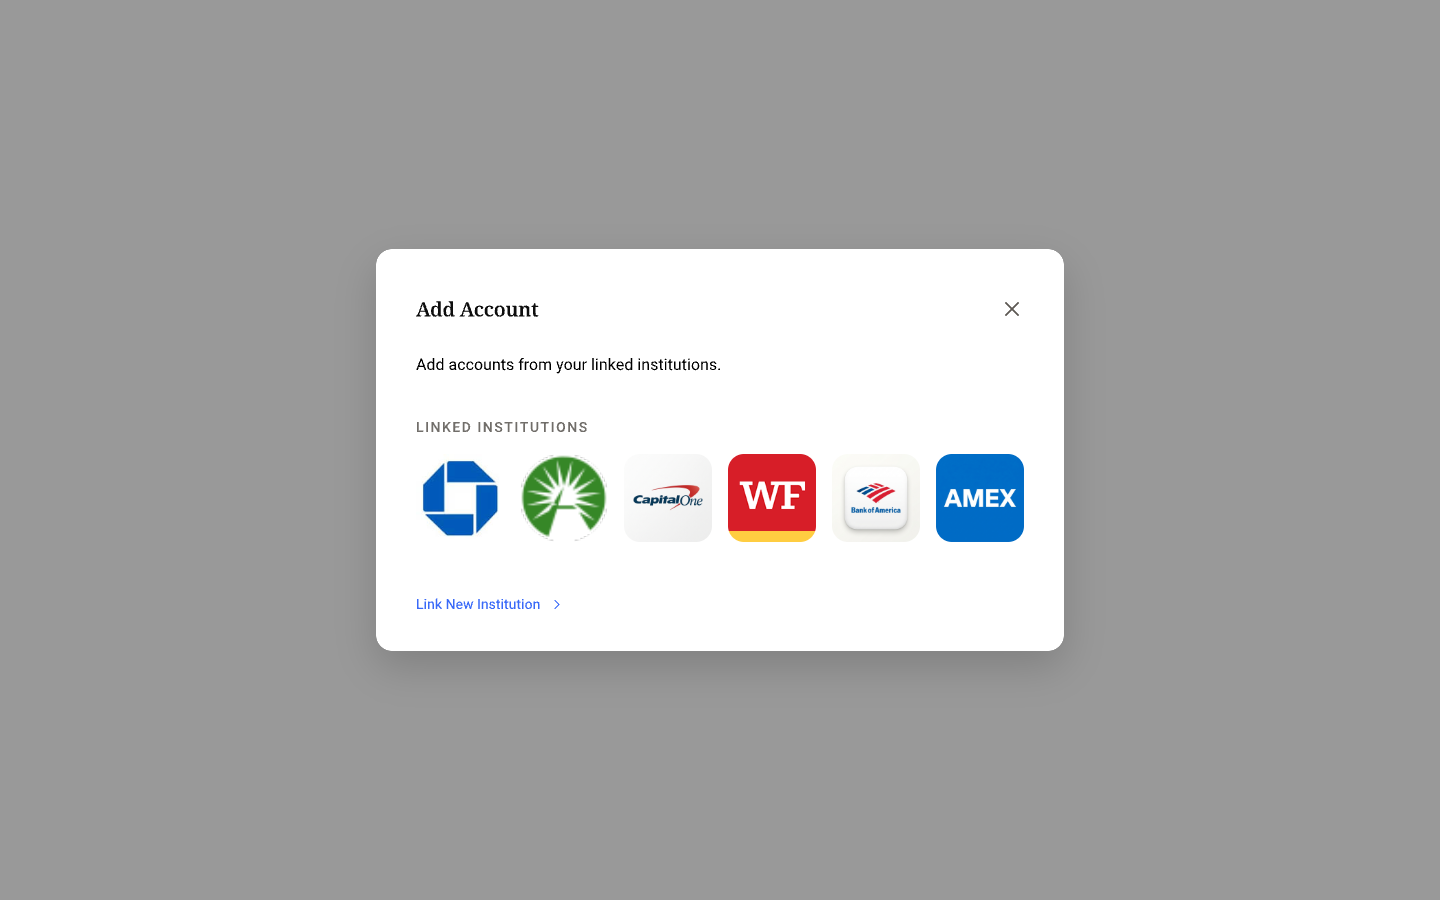 Add Account
Add accounts from your linked institutions.
LINKED INSTITUTIONS
CapitalOne
WF
Bank of America
AMEX
Link New Institution